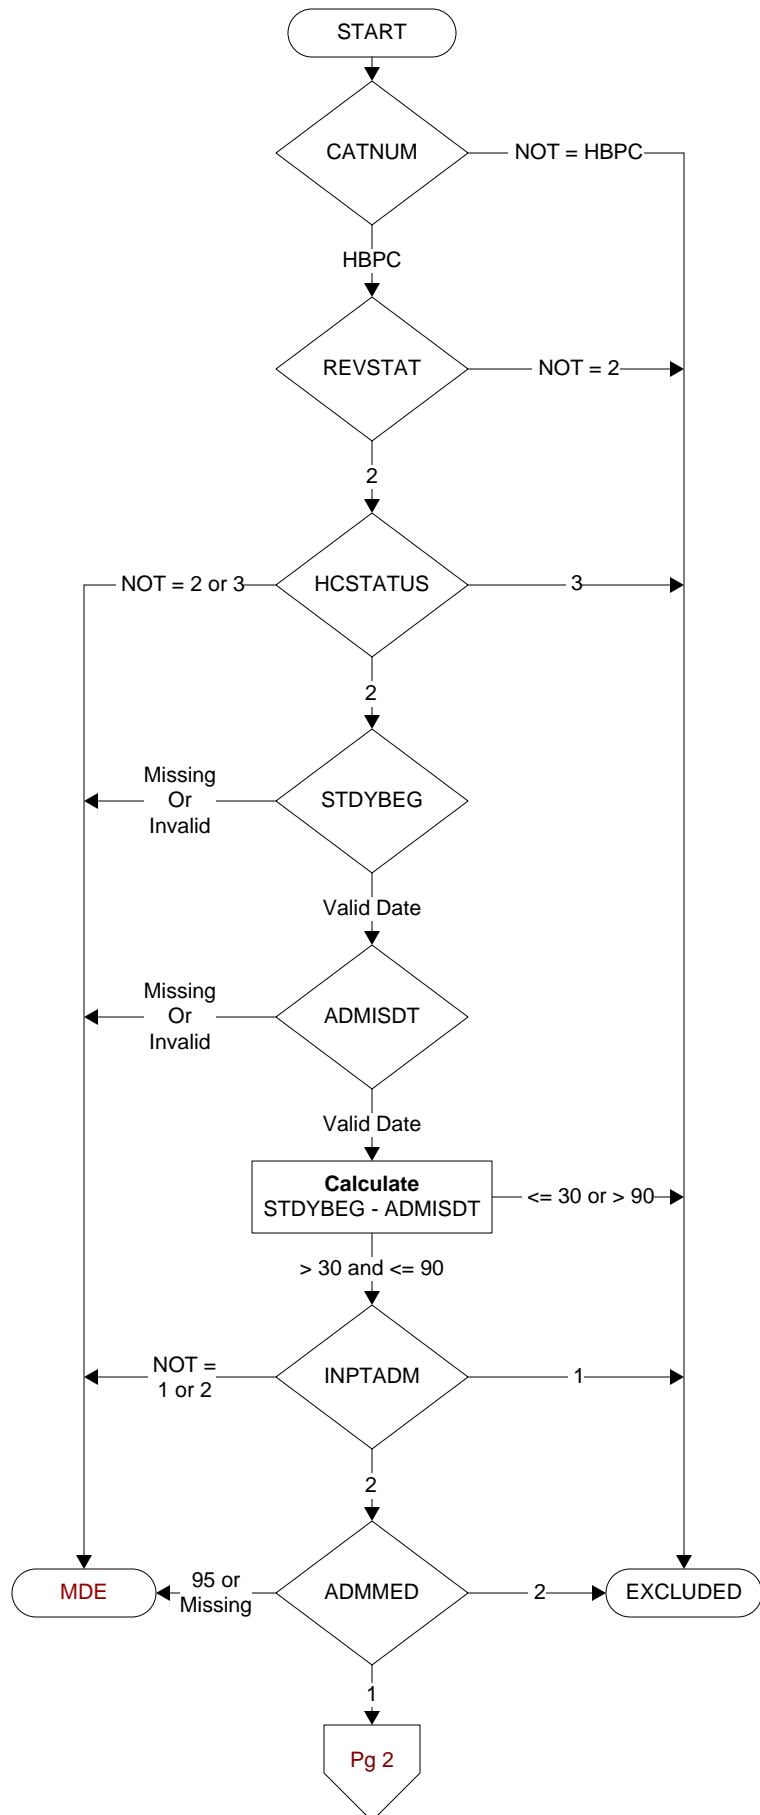 START
CATNUM
NOT = HBPC
HBPC
REVSTAT
NOT = 2
2
NOT = 2 or 3
HCSTATUS
3
2
Missing
Or
Invalid
STDYBEG
Valid Date
Missing
Or
Invalid
ADMISDT
Valid Date
Calculate
STDYBEG - ADMISDT
<= 30 or > 90
> 30 and <= 90
NOT =
1 or 2
INPTADM
1
2
MDE
95 or
Missing
ADMMED
2
EXCLUDED
1
Pg 2